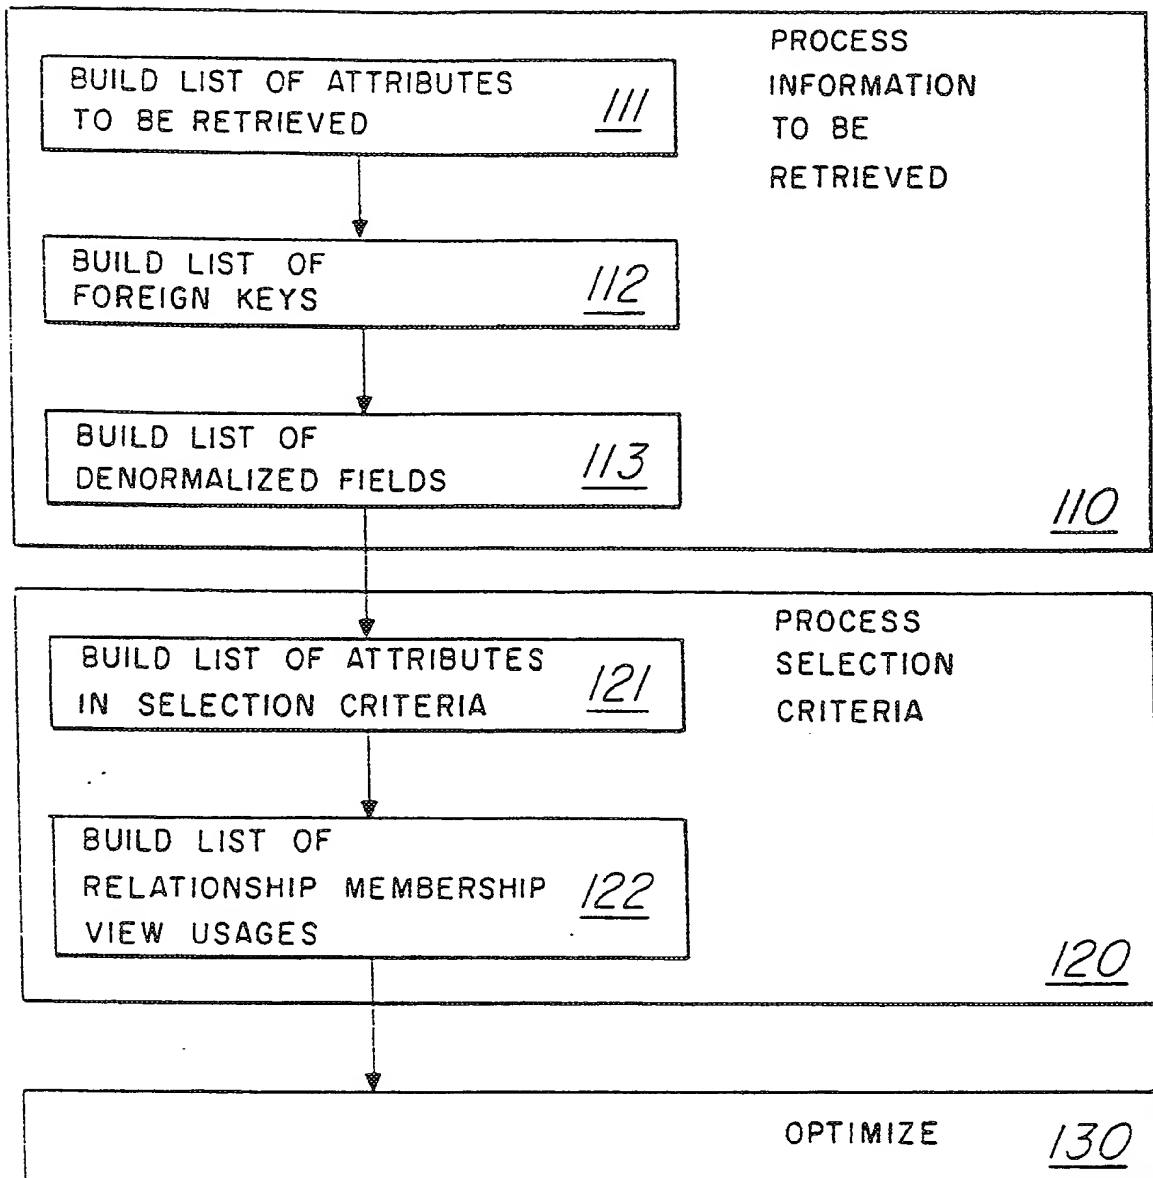 PROCESS
INFORMATION
TO BE
RETRIEVED
BUILD LIST OF ATTRIBUTES
TO BE RETRIEVED
111
BUILD LIST OF
FOREIGN KEYS
112
BUILD LIST OF
DENORMALIZED FIELDS
113
110
PROCESS
SELECTION
CRITERIA
BUILD LIST OF ATTRIBUTES
IN SELECTION CRITERIA
121
BUILD LIST OF
RELATIONSHIP MEMBERSHIP
VIEW USAGES
122
120
OPTIMIZE
130